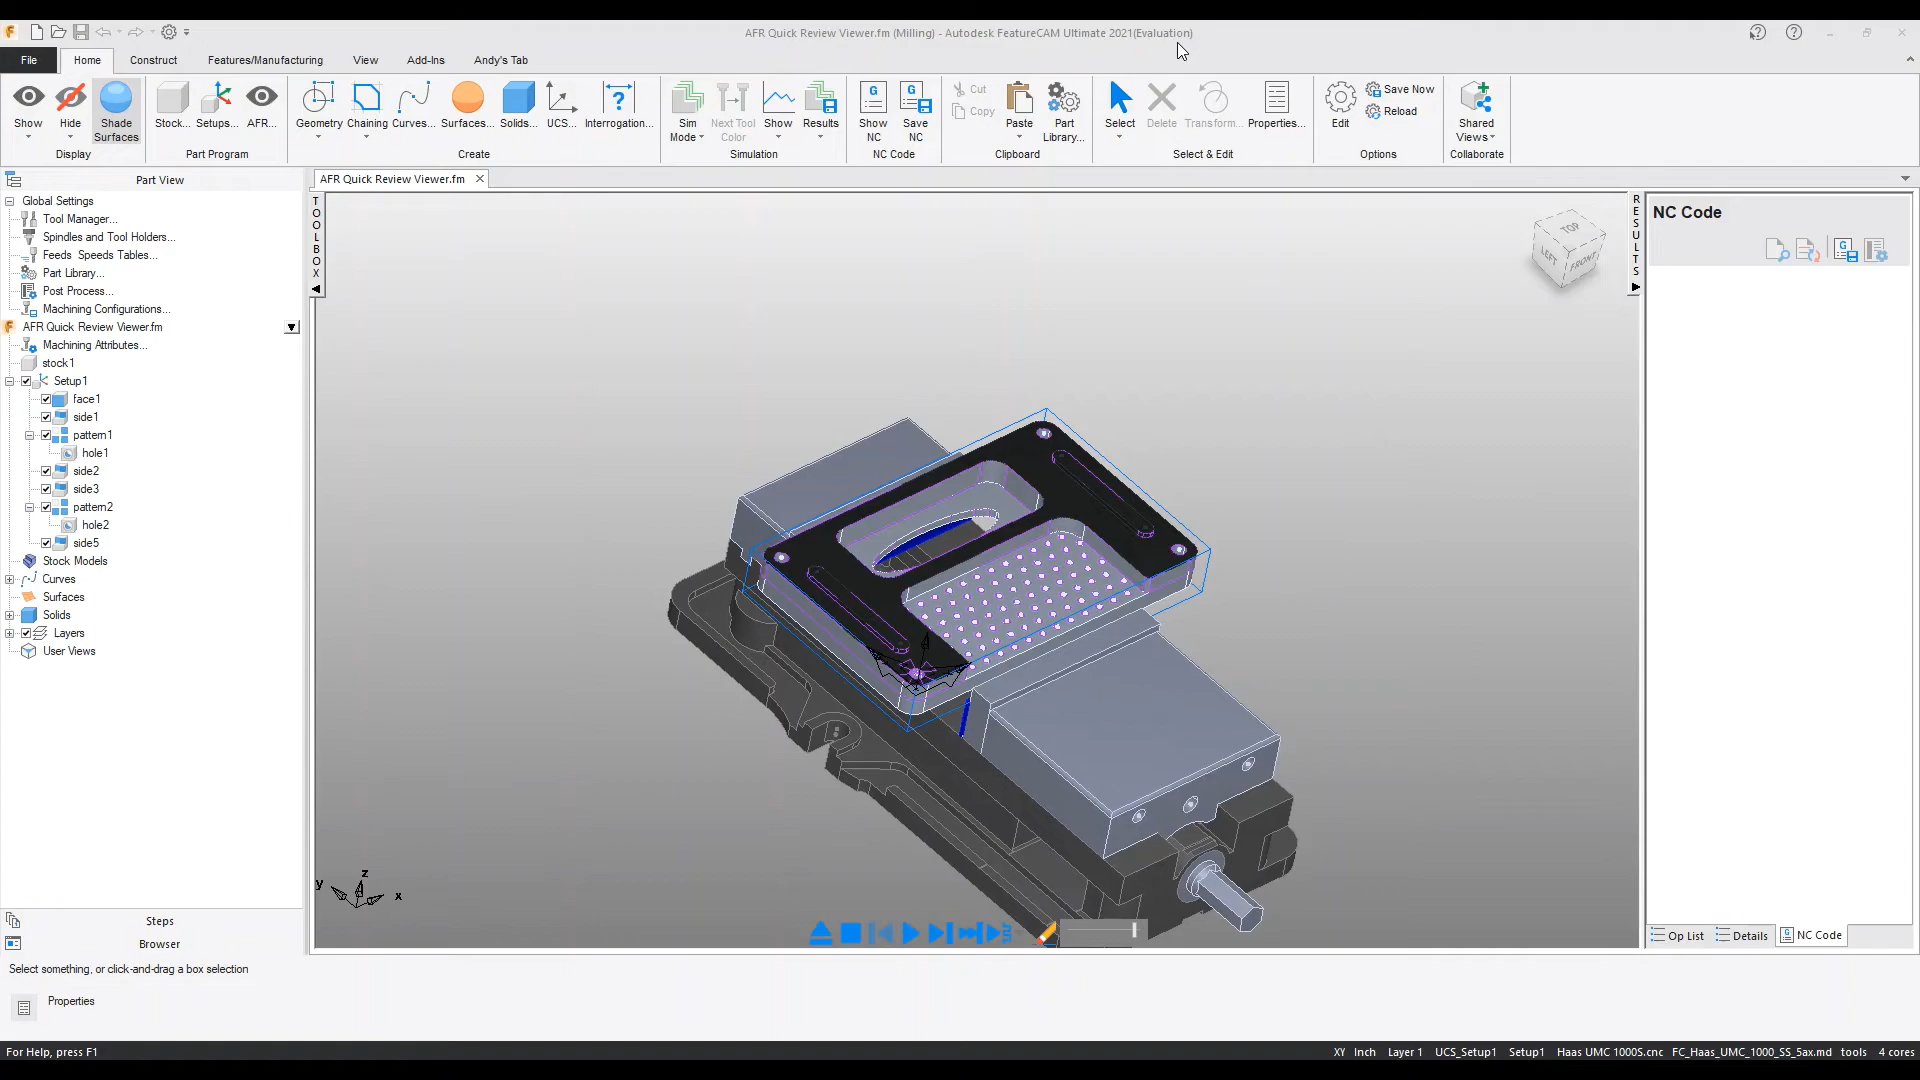 AFR Quick Review Viewer.fm (Milling) - Autodesk FeatureCAM Ultimate 2021(Evaluation)
File Home Construct Features/Manufacturing View Add-Ins Andy's Tab
Show
Hide
Shade Surfaces
Display
Stock...
Setups...
AFR...
Part Program
Geometry
Chaining
Curves...
Surfaces...
Solids...
UCS...
Interrogation...
Create
Sim Mode
Next Tool Color
Show
Results
Simulation
Show NC
Save NC
NC Code
Cut
Copy
Paste
Part Library...
Clipboard
Select
Delete
Transform...
Properties...
Select & Edit
Edit
Save Now
Reload
Options
Shared Views
Collaborate
Part View
AFR Quick Review Viewer.fm
Global Settings
Tool Manager...
Spindles and Tool Holders...
Feeds Speeds Tables...
Part Library...
Post Process...
Machining Configurations...
AFR Quick Review Viewer.fm
Machining Attributes...
stock1
Setup1
face1
side1
pattern1
hole1
side2
side3
pattern2
hole2
side5
Stock Models
Curves
Surfaces
Solids
Layers
User Views
Steps
Browser
TOOLBOX
TOP
LEFT
FRONT
z
y
x
RESULTS
NC Code
Op List Details NC Code
Select something, or click-and-drag a box selection
Properties
For Help, press F1
XY Inch Layer 1 UCS_Setup1 Setup1 Haas UMC 1000S.cnc FC_Haas_UMC_1000_SS_5ax.md tools 4 cores